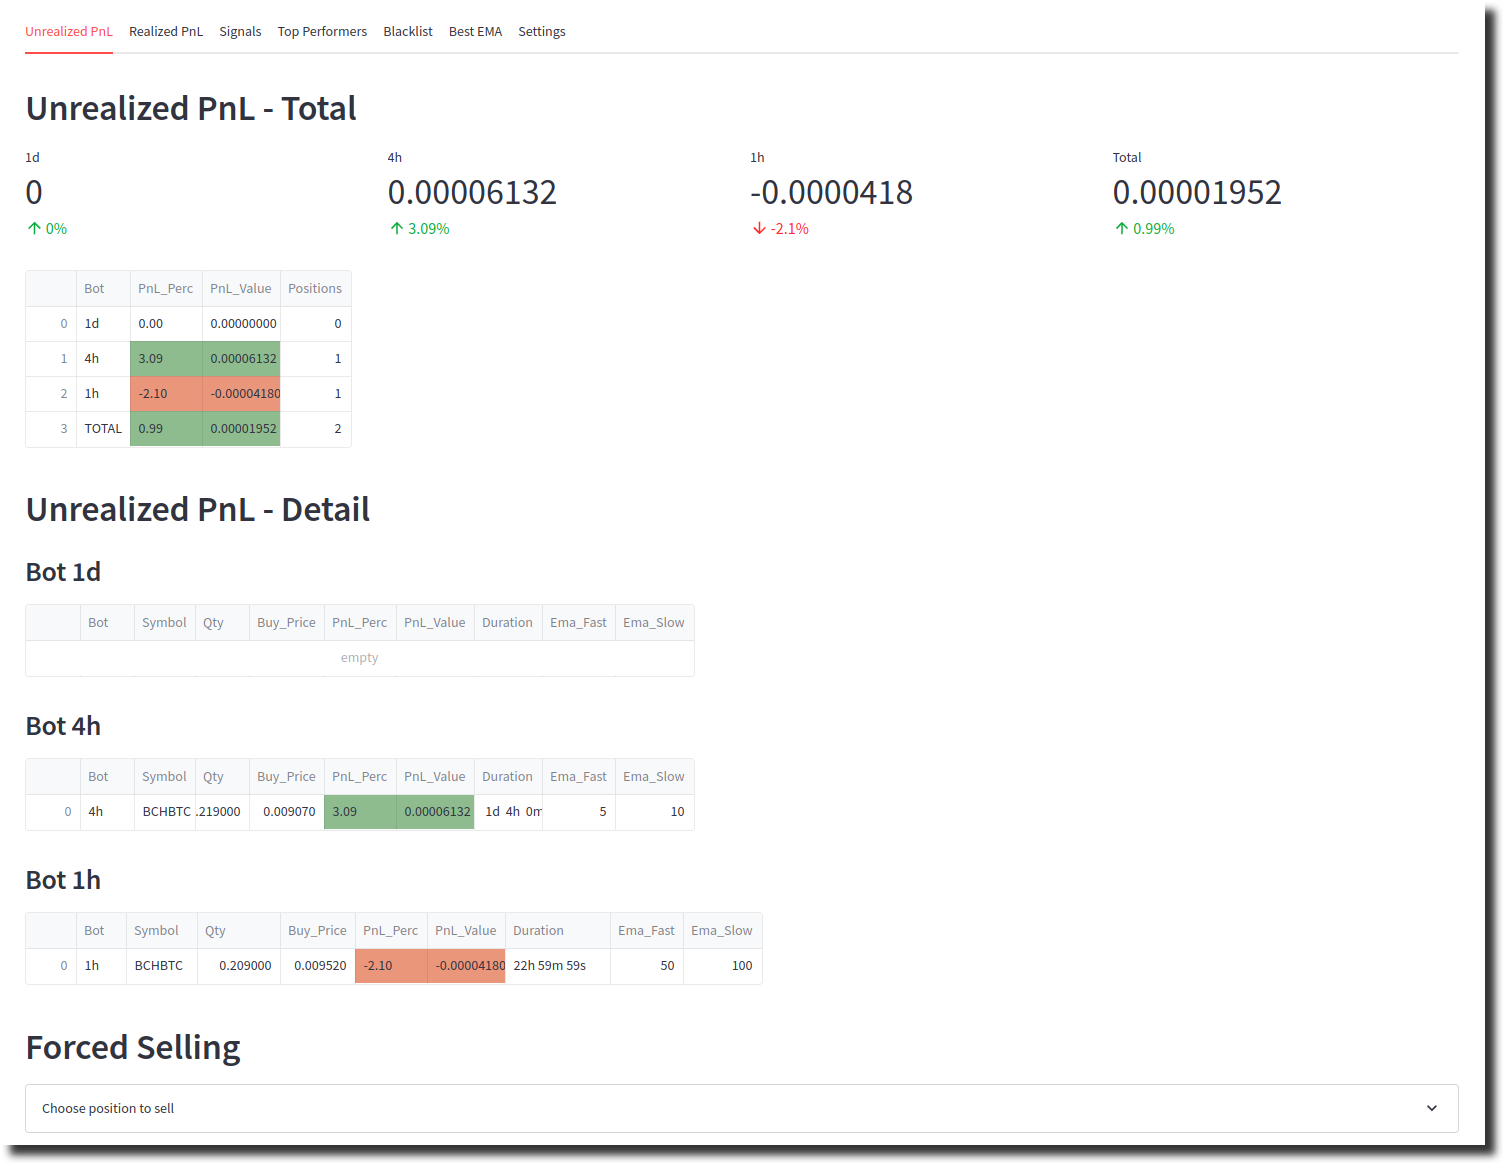 Unrealized PnL Realized PnL Signals Top Performers Blacklist Best EMA Settings
Unrealized PnL - Total
1d 4h 1h Total
0 0.00006132 -0.0000418 0.00001952
↑ 0% ↑ 3.09% ↓ -2.1% ↑ 0.99%
Bot PnL_Perc PnL_Value Positions
0 1d 0.00 0.00000000 0
1 4h 3.09 0.00006132 1
2 1h -2.10 -0.00004180 1
3 TOTAL 0.99 0.00001952 2
Unrealized PnL - Detail
Bot 1d
Bot Symbol Qty Buy_Price PnL_Perc PnL_Value Duration Ema_Fast Ema_Slow
empty
Bot 4h
Bot Symbol Qty Buy_Price PnL_Perc PnL_Value Duration Ema_Fast Ema_Slow
0 4h BCHBTC .219000 0.009070 3.09 0.00006132 1d 4h 0m 5 10
Bot 1h
Bot Symbol Qty Buy_Price PnL_Perc PnL_Value Duration Ema_Fast Ema_Slow
0 1h BCHBTC 0.209000 0.009520 -2.10 -0.00004180 22h 59m 59s 50 100
Forced Selling
Choose position to sell